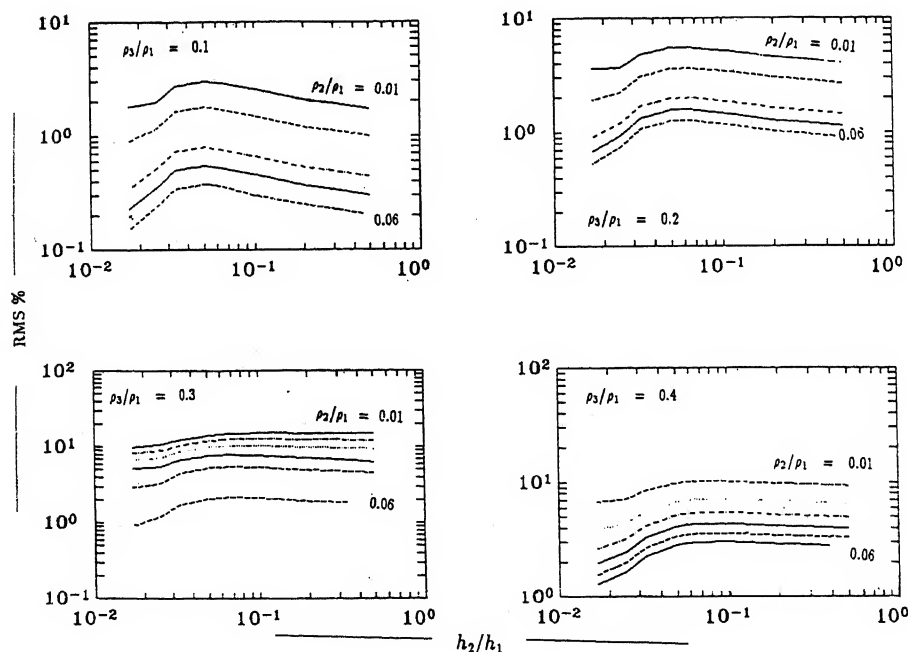 10¹
ρ₃/ρ₁ = 0.1
ρ₂/ρ₁ = 0.01
10⁰
0.06
10⁻¹
10⁻² 10⁻¹ 10⁰
10¹
ρ₂/ρ₁ = 0.01
10⁰
0.06
ρ₃/ρ₁ = 0.2
10⁻¹
10⁻² 10⁻¹ 10⁰
RMS %
10²
ρ₃/ρ₁ = 0.3
ρ₂/ρ₁ = 0.01
10¹
10⁰
0.06
10⁻¹
10⁻² 10⁻¹ 10⁰
10²
ρ₃/ρ₁ = 0.4
ρ₂/ρ₁ = 0.01
10¹
0.06
10⁰
10⁻² 10⁻¹ 10⁰
h₂/h₁